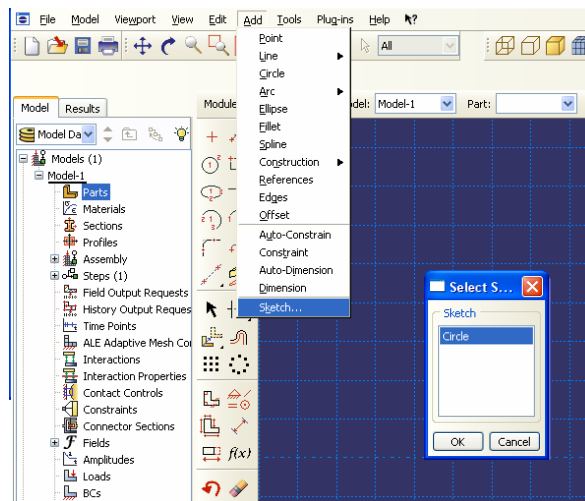 File Model Viewport View Edit Add Tools Plug-ins Help
All
Point
Line
Circle
Arc
Ellipse
Fillet
Spline
Construction
References
Edges
Offset
Auto-Constrain
Constraint
Auto-Dimension
Dimension
Sketch...
Model Results
Module
del: Model-1 Part:
Model Da
Models (1)
Model-1
Parts
Materials
Sections
Profiles
Assembly
Steps (1)
Field Output Requests
History Output Reques
Time Points
ALE Adaptive Mesh Co
Interactions
Interaction Properties
Contact Controls
Constraints
Connector Sections
Fields
Amplitudes
Loads
BCs
f(x)
Select S...
Sketch
Circle
OK Cancel